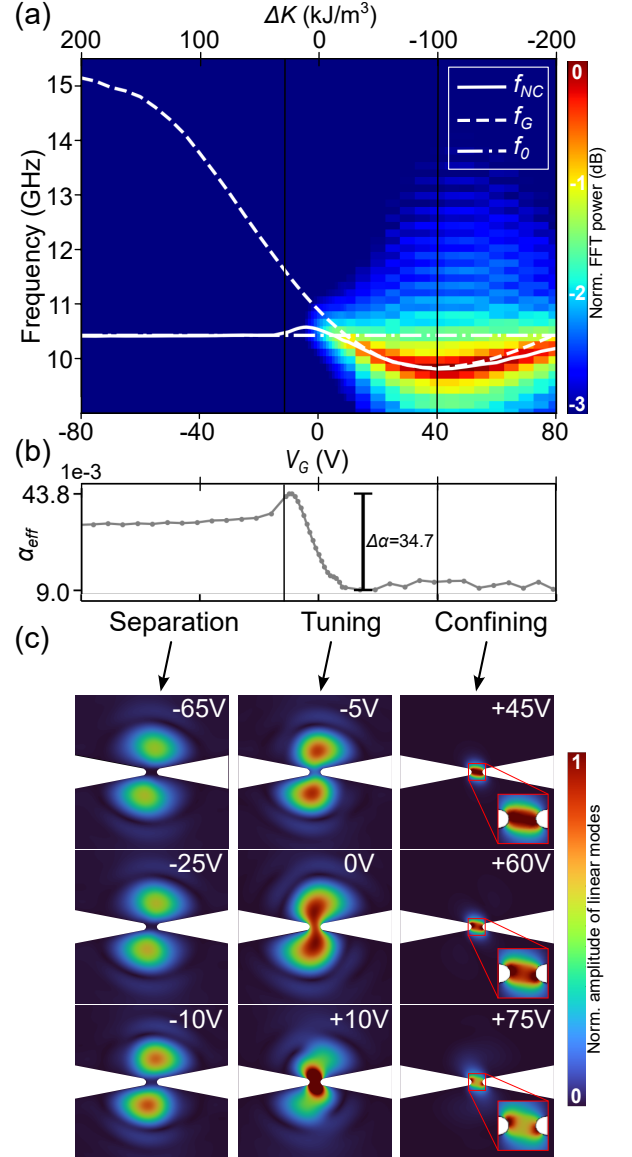 (a)
ΔK (kJ/m³)
200 100 0 -100 -200
15
14
13
12
11
10
Frequency (GHz)
f_NC
f_G
f_0
0
-1
-2
-3
Norm. FFT power (dB)
-80 -40 0 40 80
V_G (V)
(b)
1e-3
43.8
9.0
α_eff
Δα=34.7
Separation Tuning Confining
(c)
-65V -5V +45V
-25V 0V +60V
-10V +10V +75V
1
0
Norm. amplitude of linear modes